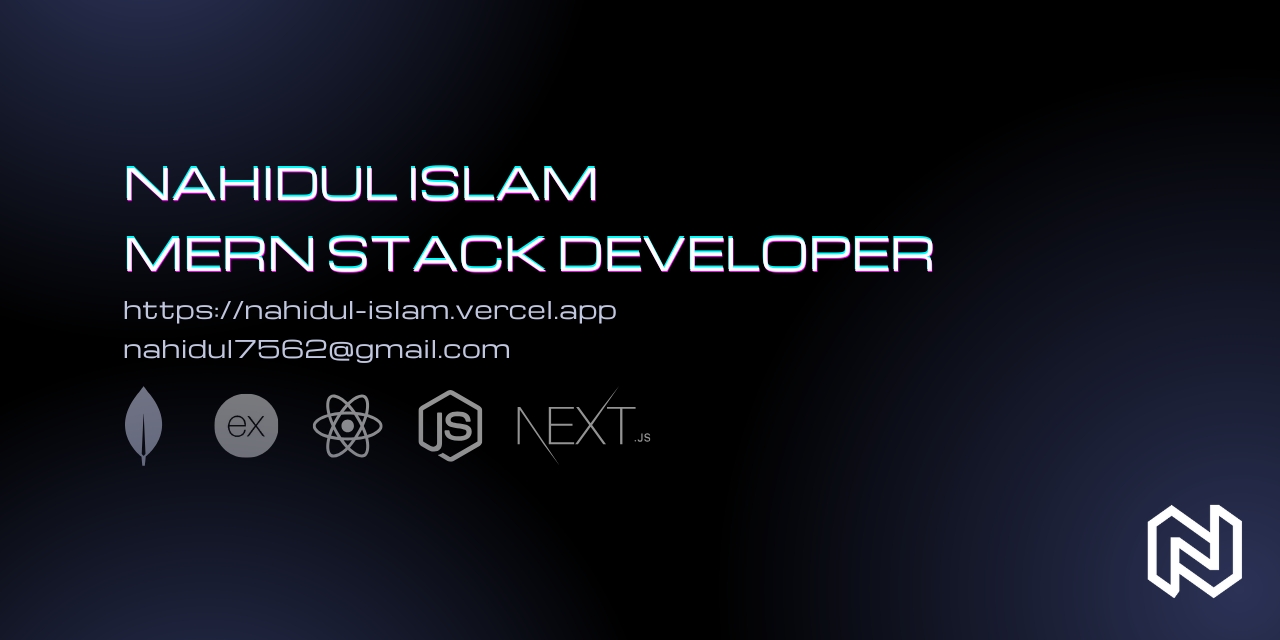 NAHIDUL ISLAM
MERN STACK DEVELOPER
https://nahidul-islam.vercel.app
nahidul7562@gmail.com
ex JS NEXT.JS
N